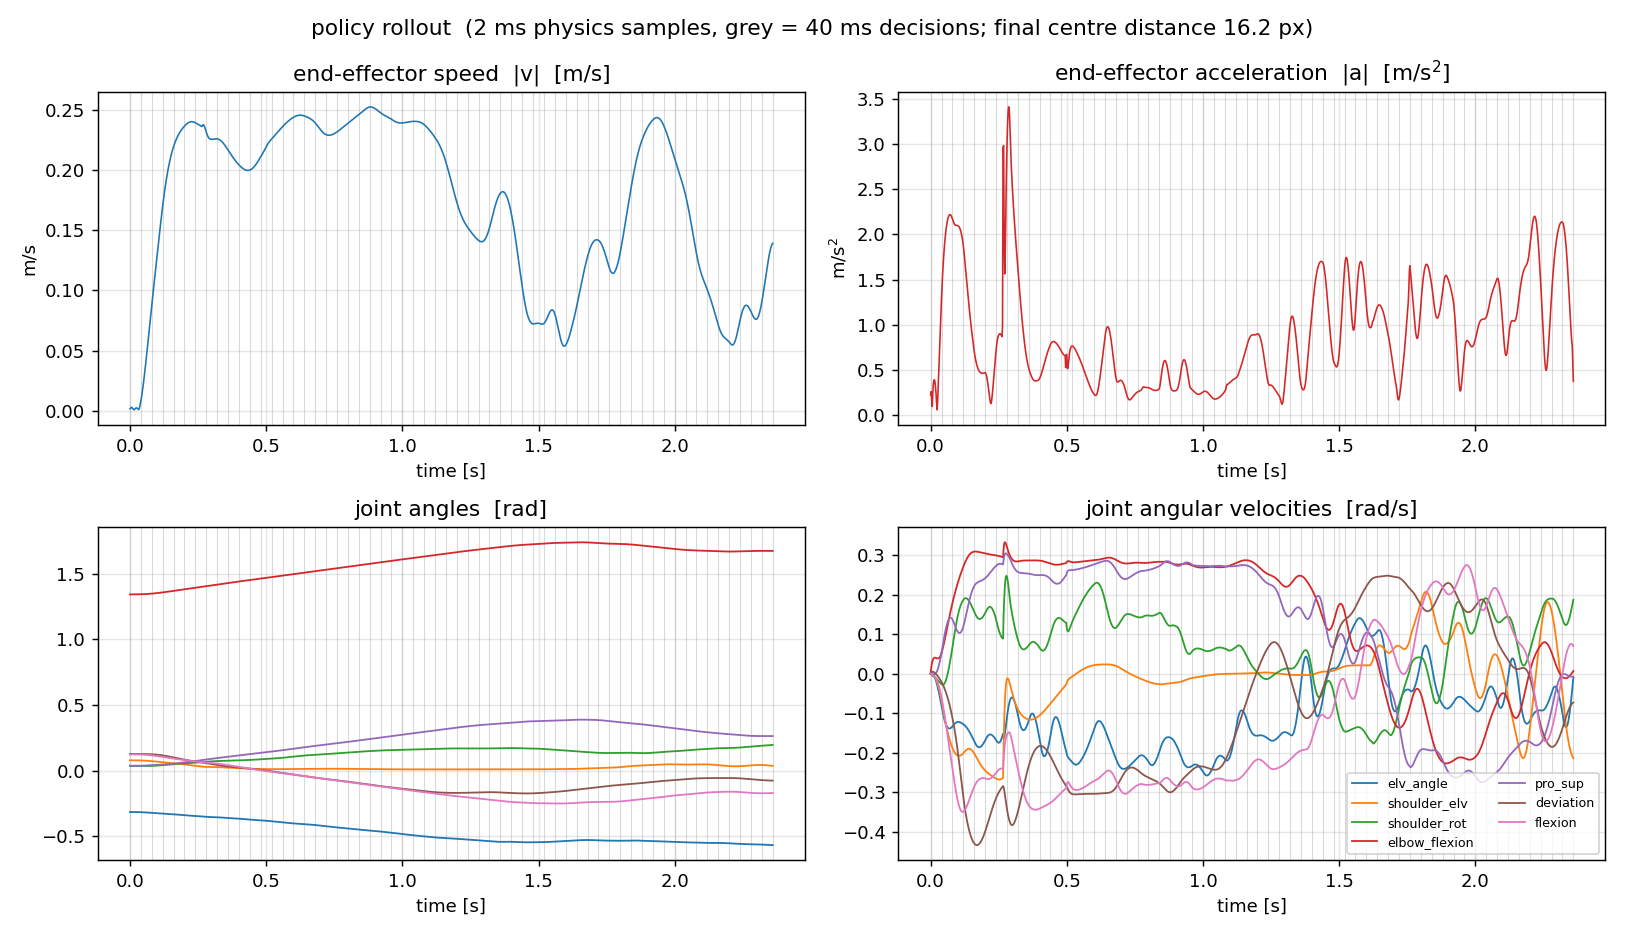 policy rollout  (2 ms physics samples, grey = 40 ms decisions; final centre distance 16.2 px)
end-effector speed  |v|  [m/s]
0.25
0.20
0.15
0.10
0.05
0.00
m/s
0.0 0.5 1.0 1.5 2.0
time [s]
end-effector acceleration  |a|  [m/s²]
3.5
3.0
2.5
2.0
1.5
1.0
0.5
0.0
m/s²
0.0 0.5 1.0 1.5 2.0
time [s]
joint angles  [rad]
1.5
1.0
0.5
0.0
−0.5
0.0 0.5 1.0 1.5 2.0
time [s]
joint angular velocities  [rad/s]
0.3
0.2
0.1
0.0
−0.1
−0.2
−0.3
−0.4
elv_angle
shoulder_elv
shoulder_rot
elbow_flexion
pro_sup
deviation
flexion
0.0 0.5 1.0 1.5 2.0
time [s]